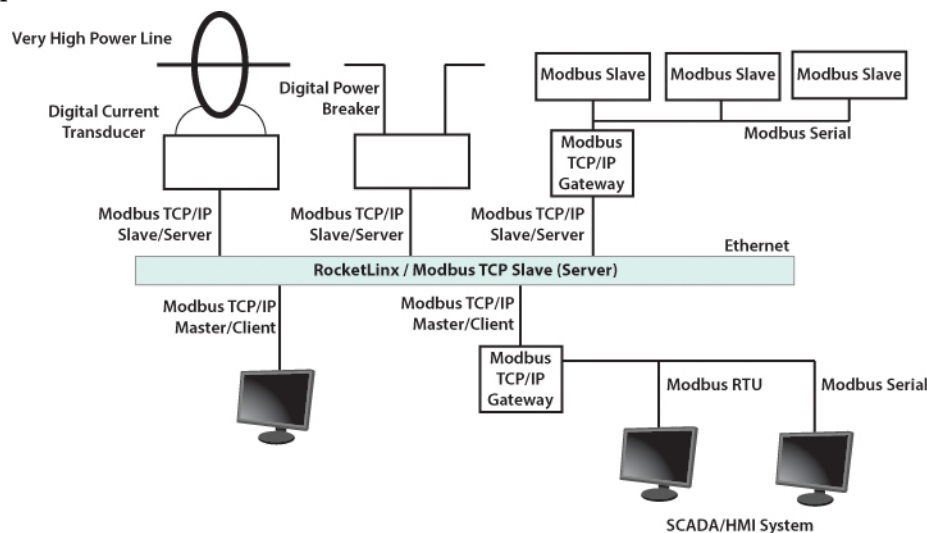 Very High Power Line
Digital Current
Transducer
Digital Power
Breaker
Modbus Slave
Modbus Slave
Modbus Slave
Modbus Serial
Modbus
TCP/IP
Gateway
Modbus TCP/IP
Slave/Server
Modbus TCP/IP
Slave/Server
Modbus TCP/IP
Slave/Server
Ethernet
RocketLinx / Modbus TCP Slave (Server)
Modbus TCP/IP
Master/Client
Modbus TCP/IP
Master/Client
Modbus
TCP/IP
Gateway
Modbus RTU
Modbus Serial
SCADA/HMI System